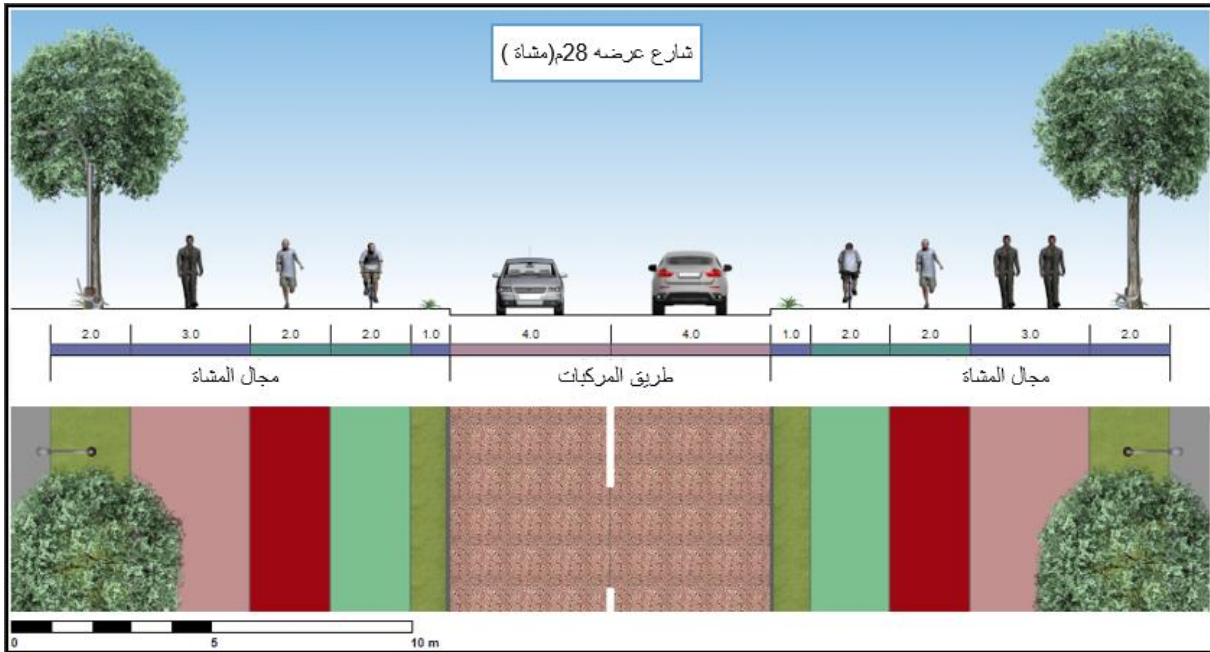 شارع عرضه 28م(مشاة )
2.0 3.0 2.0 2.0 1.0 4.0 4.0 1.0 2.0 2.0 3.0 2.0
مجال المشاة طريق المركبات مجال المشاة
0 5 10 m